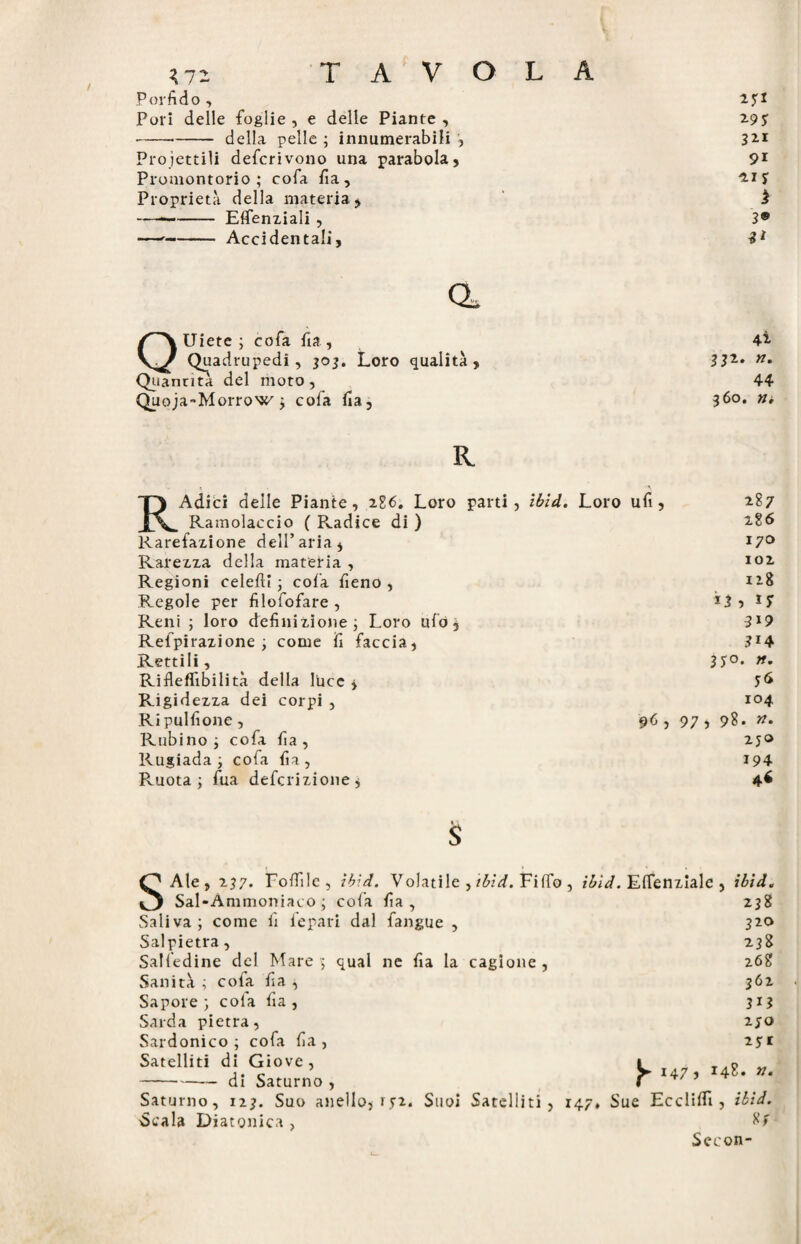 372 TAVOLA
Porfido, 251
Pori delle foglie, e delle Piante, 295
—— della pelle; innumerabili, 321
Projettili deſcrivono una parabola, 91
Promontorio; coſa ſia, 215
Proprietà della materia, 3
—— Eſſenziali, 30
—— Accidentali, 31
Q
QUiete; coſa ſia, 41
Quadrupedi, 303. Loro qualità, 332. n.
Quantità del moto, 44
Quoja-Morrow; coſa ſia, 360. n.
R
RAdici delle Piante, 286. Loro parti, ibid. Loro uſi, 287
Ramolaccio (Radice di) 286
Rarefazione dell'aria, 170
Rarezza della materia, 102
Regioni celeſti; coſa ſieno, 128
Regole per filoſofare, 13, 15
Reni; loro definizione; Loro uſo, 319
Reſpirazione; come ſi faccia, 314
Rettili, 350. n.
Rifleſſibilità della luce, 56
Rigidezza dei corpi, 104
Ripulſione, 96, 97, 98. n.
Rubino; coſa ſia, 250
Rugiada; coſa ſia, 194
Ruota; ſua deſcrizione, 46
S
SAle, 237. Foſſile, ibid. Volatile, ibid. Fiſſo, ibid. Eſſenziale, ibid.
Sal-Ammoniaco; coſa ſia, 238
Saliva; come ſi ſepari dal ſangue, 320
Salpietra, 238
Salſedine del Mare; qual ne ſia la cagione, 268
Sanità; coſa ſia, 362
Sapore; coſa ſia, 313
Sarda pietra, 250
Sardonico; coſa ſia, 251
Satelliti di Giove,
—— di Saturno, } 147, 148. n.
Saturno, 123. Suo anello, 152. Suoi Satelliti, 147. Sue Eccliſſi, ibid.
Scala Diatonica, 85
Secon-